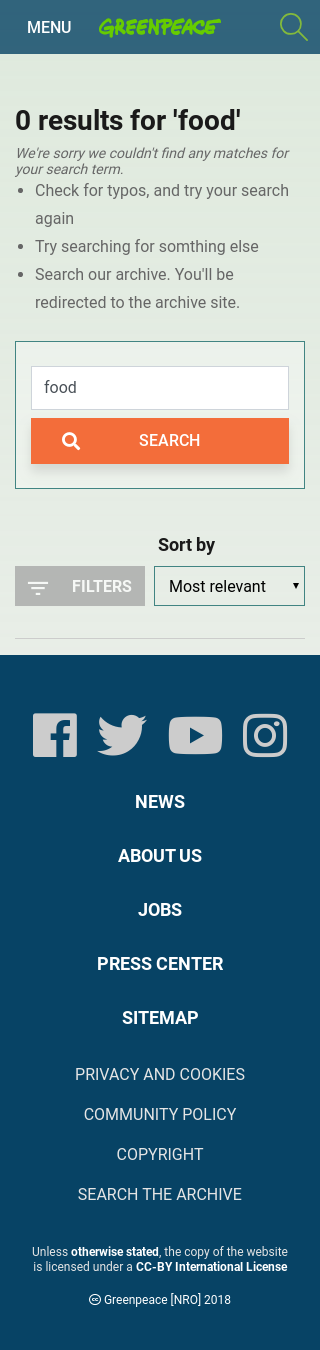 MENU
GREENPEACE
0 results for 'food'
We're sorry we couldn't find any matches for
your search term.
Check for typos, and try your search
again
Try searching for somthing else
Search our archive. You'll be
redirected to the archive site.
food
SEARCH
Sort by
FILTERS
Most relevant
NEWS
ABOUT US
JOBS
PRESS CENTER
SITEMAP
PRIVACY AND COOKIES
COMMUNITY POLICY
COPYRIGHT
SEARCH THE ARCHIVE
Unless otherwise stated, the copy of the website
is licensed under a CC-BY International License
Greenpeace [NRO] 2018